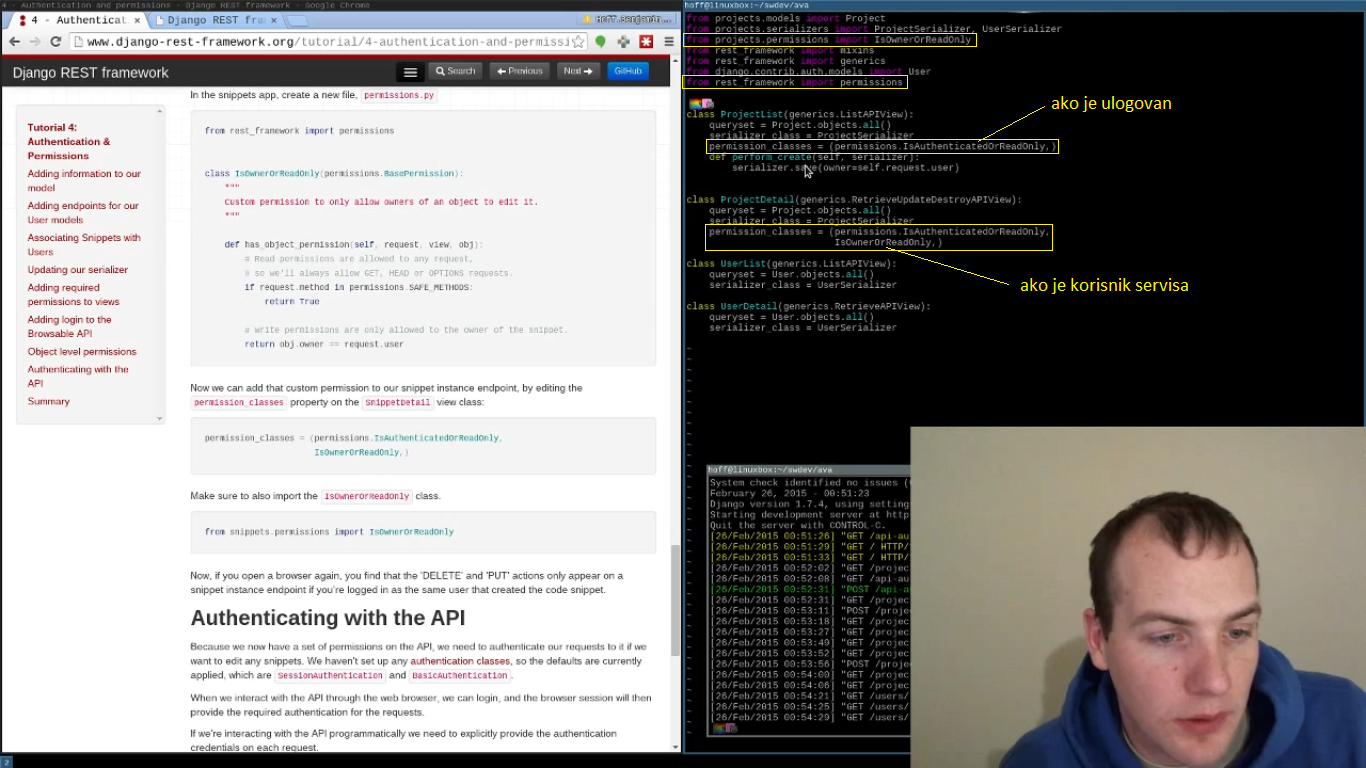 4 - Authentication and permissions - Django REST framework - Google Chrome
4 - Authenticat
Django REST fra
Hoff.Benjamin...
www.django-rest-framework.org/tutorial/4-authentication-and-permissi
Django REST framework
Search
Previous
Next
GitHub
Tutorial 4:
Authentication &
Permissions
Adding information to our
model
Adding endpoints for our
User models
Associating Snippets with
Users
Updating our serializer
Adding required
permissions to views
Adding login to the
Browsable API
Object level permissions
Authenticating with the
API
Summary
In the snippets app, create a new file, permissions.py
from rest_framework import permissions
class IsOwnerOrReadOnly(permissions.BasePermission):
"""
Custom permission to only allow owners of an object to edit it.
"""
def has_object_permission(self, request, view, obj):
# Read permissions are allowed to any request,
# so we'll always allow GET, HEAD or OPTIONS requests.
if request.method in permissions.SAFE_METHODS:
return True
# Write permissions are only allowed to the owner of the snippet.
return obj.owner == request.user
Now we can add that custom permission to our snippet instance endpoint, by editing the
permission_classes property on the SnippetDetail view class:
permission_classes = (permissions.IsAuthenticatedOrReadOnly,
IsOwnerOrReadOnly,)
Make sure to also import the IsOwnerOrReadOnly class.
from snippets.permissions import IsOwnerOrReadOnly
Now, if you open a browser again, you find that the 'DELETE' and 'PUT' actions only appear on a
snippet instance endpoint if you're logged in as the same user that created the code snippet.
Authenticating with the API
Because we now have a set of permissions on the API, we need to authenticate our requests to it if we
want to edit any snippets. We haven't set up any authentication classes, so the defaults are currently
applied, which are SessionAuthentication and BasicAuthentication.
When we interact with the API through the web browser, we can login, and the browser session will then
provide the required authentication for the requests.
If we're interacting with the API programmatically we need to explicitly provide the authentication
credentials on each request.
2
hoff@linuxbox:~/swdev/ava
from projects.models import Project
from projects.serializers import ProjectSerializer, UserSerializer
from projects.permissions import IsOwnerOrReadOnly
from rest_framework import mixins
from rest_framework import generics
from django.contrib.auth.models import User
from rest_framework import permissions
class ProjectList(generics.ListAPIView):
queryset = Project.objects.all()
serializer_class = ProjectSerializer
permission_classes = (permissions.IsAuthenticatedOrReadOnly,)
def perform_create(self, serializer):
serializer.save(owner=self.request.user)
ako je ulogovan
class ProjectDetail(generics.RetrieveUpdateDestroyAPIView):
queryset = Project.objects.all()
serializer_class = ProjectSerializer
permission_classes = (permissions.IsAuthenticatedOrReadOnly,
IsOwnerOrReadOnly,)
ako je korisnik servisa
class UserList(generics.ListAPIView):
queryset = User.objects.all()
serializer_class = UserSerializer
class UserDetail(generics.RetrieveAPIView):
queryset = User.objects.all()
serializer_class = UserSerializer
hoff@linuxbox:~/swdev/ava
System check identified no issues (
February 26, 2015 - 00:51:23
Django version 1.7.4, using setting
Starting development server at http
Quit the server with CONTROL-C.
[26/Feb/2015 00:51:26] "GET /api-au
[26/Feb/2015 00:51:29] "GET / HTTP/
[26/Feb/2015 00:51:33] "GET / HTTP/
[26/Feb/2015 00:52:02] "GET /projec
[26/Feb/2015 00:52:08] "GET /api-au
[26/Feb/2015 00:52:31] "POST /api-a
[26/Feb/2015 00:52:31] "GET /projec
[26/Feb/2015 00:53:11] "POST /proje
[26/Feb/2015 00:53:18] "GET /projec
[26/Feb/2015 00:53:27] "GET /projec
[26/Feb/2015 00:53:49] "GET /projec
[26/Feb/2015 00:53:52] "GET /projec
[26/Feb/2015 00:53:56] "POST /proje
[26/Feb/2015 00:54:00] "GET /projec
[26/Feb/2015 00:54:06] "GET /projec
[26/Feb/2015 00:54:21] "GET /users/
[26/Feb/2015 00:54:25] "GET /users/
[26/Feb/2015 00:54:29] "GET /users/